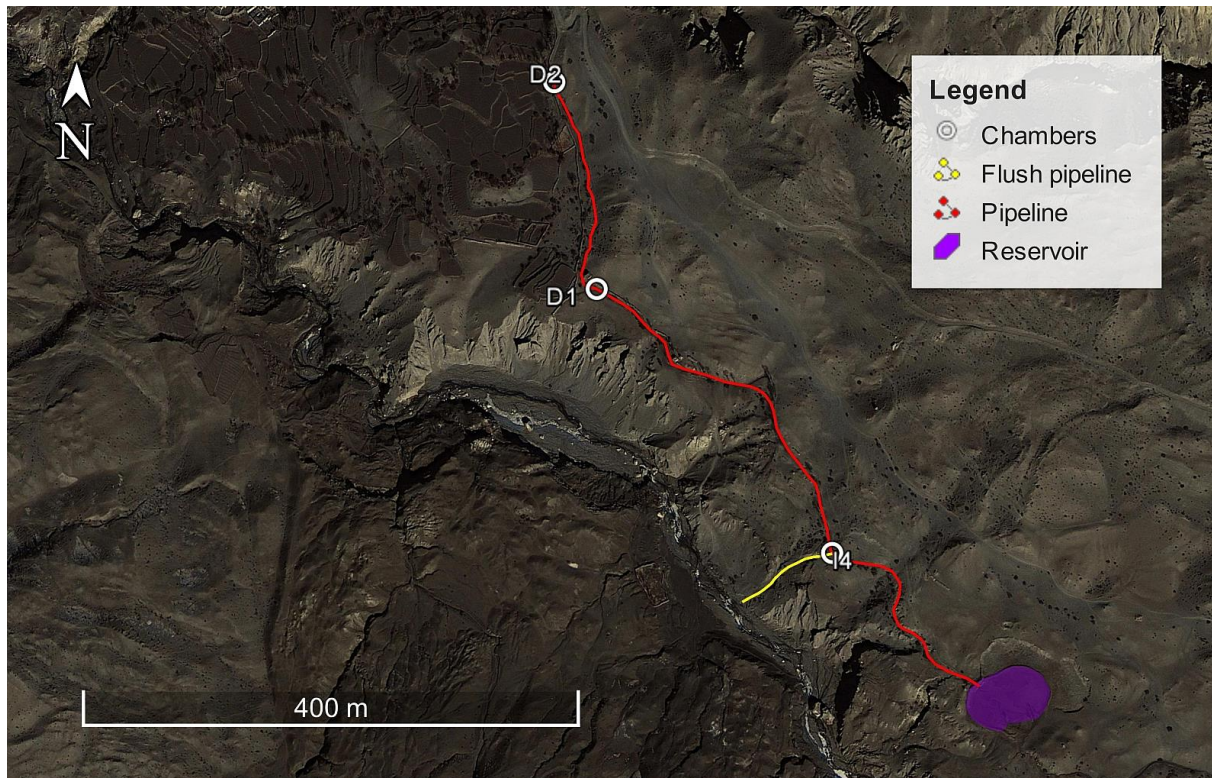 D2
N
Legend
Chambers
Flush pipeline
Pipeline
Reservoir
D1
I4
400 m